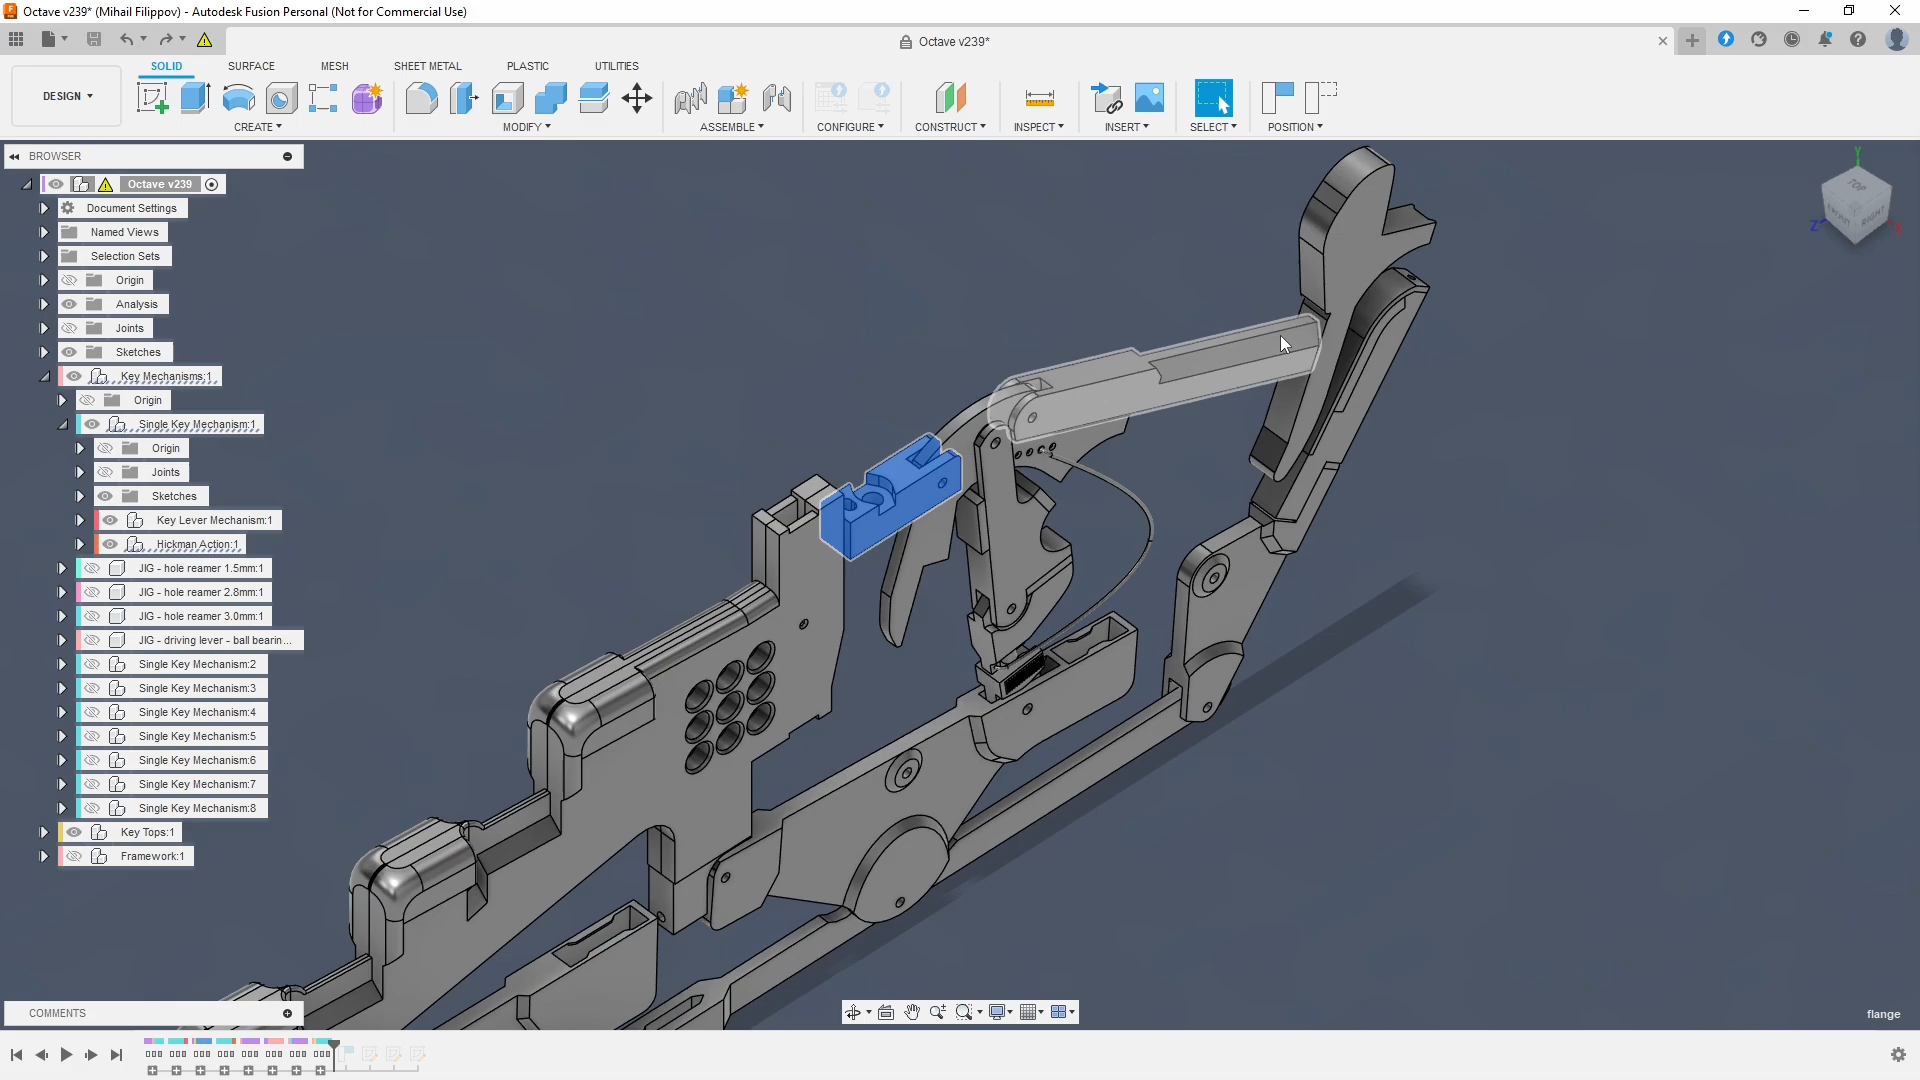 Octave v239* (Mihail Filippov) - Autodesk Fusion Personal (Not for Commercial Use)
Octave v239*
DESIGN
SOLID SURFACE MESH SHEET METAL PLASTIC UTILITIES
CREATE MODIFY ASSEMBLE CONFIGURE CONSTRUCT INSPECT INSERT SELECT POSITION
BROWSER
Octave v239
Document Settings
Named Views
Selection Sets
Origin
Analysis
Joints
Sketches
Key Mechanisms:1
Origin
Single Key Mechanism:1
Origin
Joints
Sketches
Key Lever Mechanism:1
Hickman Action:1
JIG - hole reamer 1.5mm:1
JIG - hole reamer 2.8mm:1
JIG - hole reamer 3.0mm:1
JIG - driving lever - ball bearin...
Single Key Mechanism:2
Single Key Mechanism:3
Single Key Mechanism:4
Single Key Mechanism:5
Single Key Mechanism:6
Single Key Mechanism:7
Single Key Mechanism:8
Key Tops:1
Framework:1
Y
TOP
FRONT
RIGHT
Z
X
COMMENTS
flange